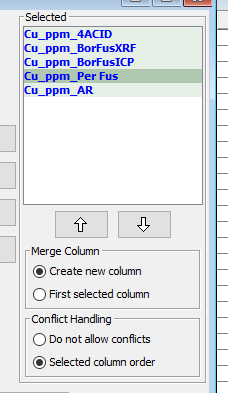 Selected
Cu_ppm_4ACID
Cu_ppm_BorFusXRF
Cu_ppm_BorFusICP
Cu_ppm_Per Fus
Cu_ppm_AR
Merge Column
Create new column
First selected column
Conflict Handling
Do not allow conflicts
Selected column order